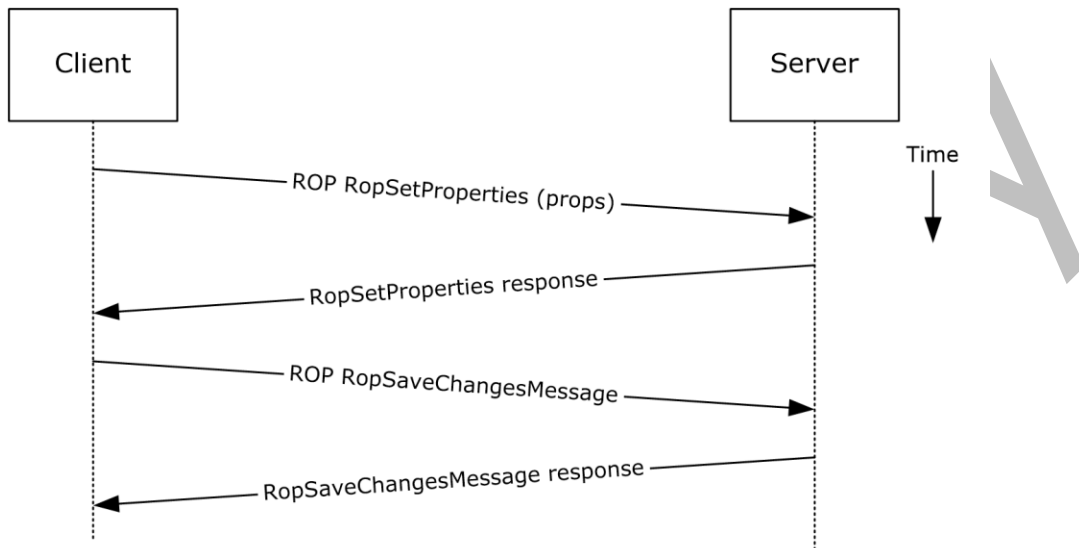 Client
Server
Time
ROP RopSetProperties (props)
RopSetProperties response
ROP RopSaveChangesMessage
RopSaveChangesMessage response